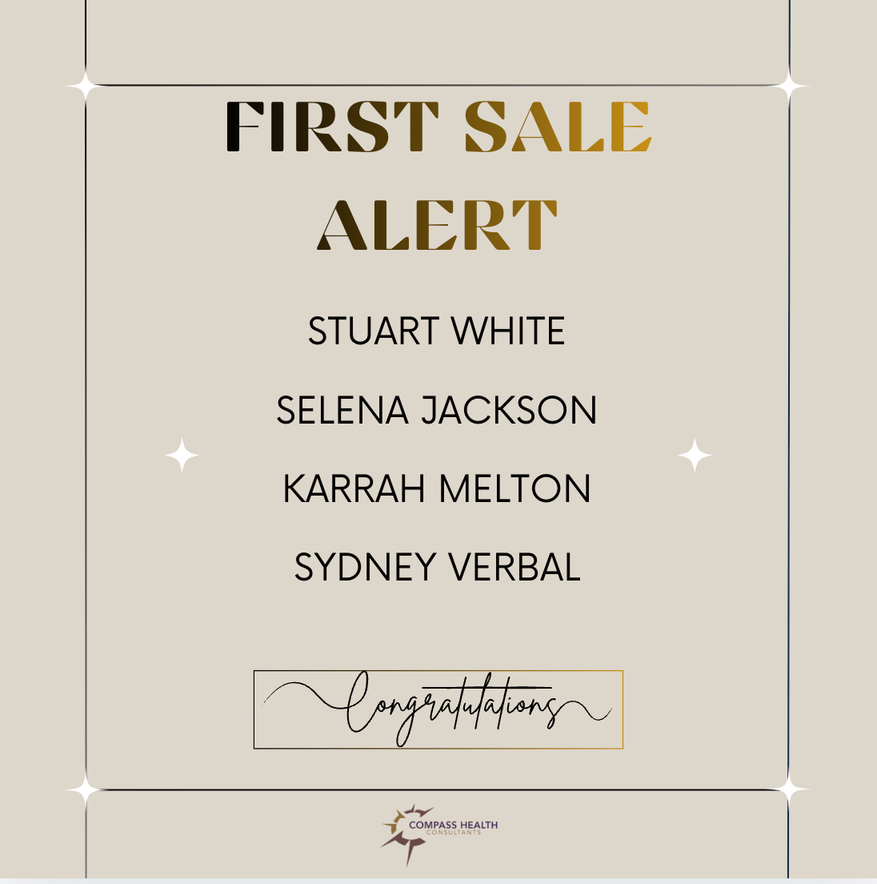 FIRST SALE
ALERT
STUART WHITE
SELENA JACKSON
KARRAH MELTON
SYDNEY VERBAL
Congratulations
COMPASS HEALTH
CONSULTANTS